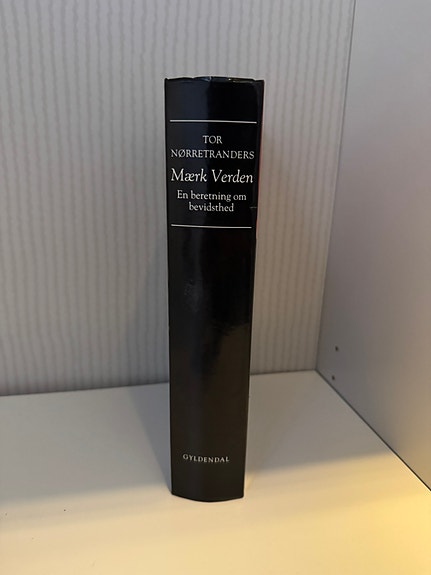 TOR
NØRRETRANDERS
Mærk Verden
En beretning om
bevidsthed
GYLDENDAL